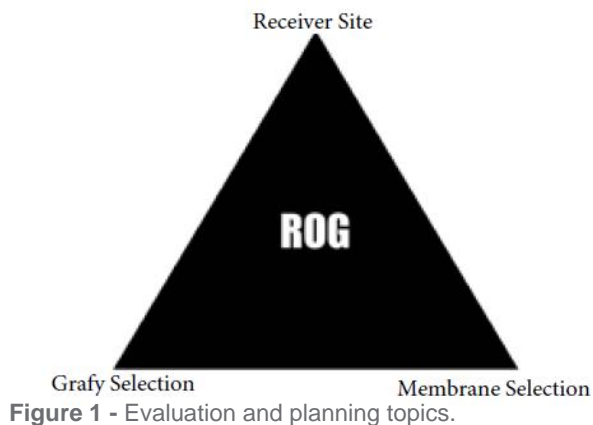 Receiver Site
ROG
Grafy Selection
Membrane Selection
Figure 1 - Evaluation and planning topics.